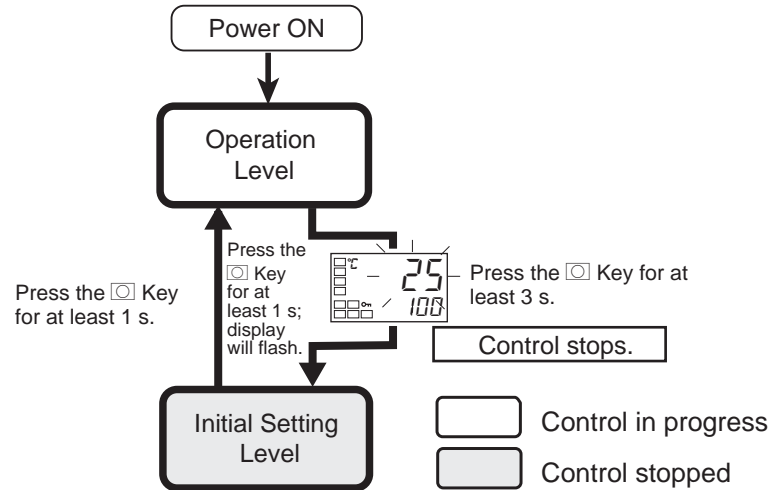 Power ON
Operation
Level
Press the
Key
for at
least 1 s;
display
will flash.
°C
25
100
Press the Key for at
least 3 s.
Press the Key
for at least 1 s.
Control stops.
Initial Setting
Level
Control in progress
Control stopped